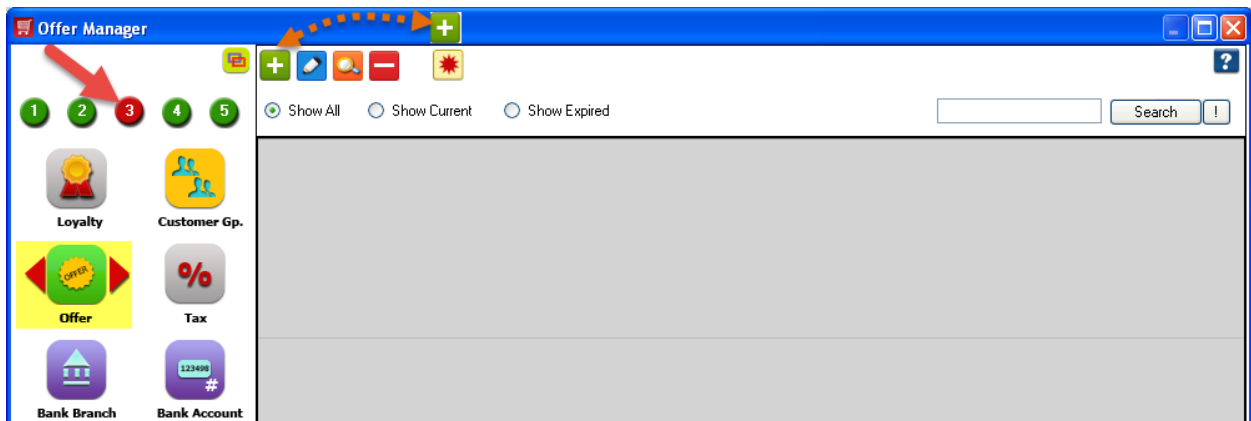 Offer Manager
?
1 2 3 4 5
Show All Show Current Show Expired Search !
Loyalty Customer Gp.
OFFER %
Offer Tax
123498
#
Bank Branch Bank Account